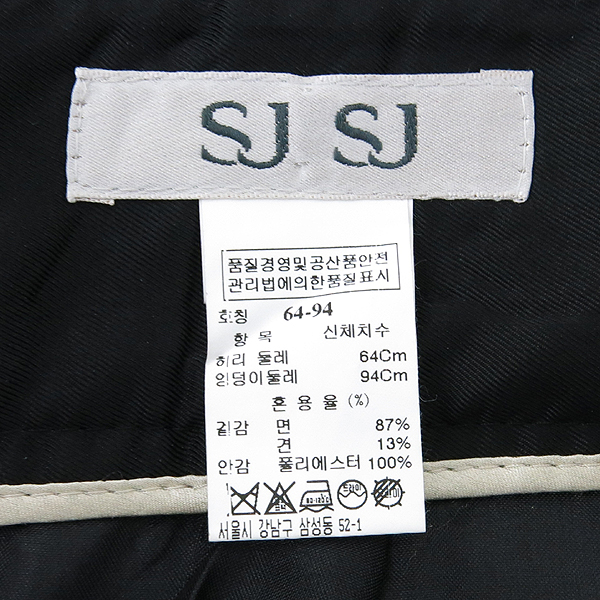 SJ SJ
품질경영및공산품안전
관리법에의한품질표시
호칭 64-94
항 목 신체치수
허리 둘레 64Cm
엉덩이둘레 94Cm
혼 용 율 (%)
겉감 면 87%
견 13%
안감 폴리에스터 100%
드라이
서울시 강남구 삼성동 52-1